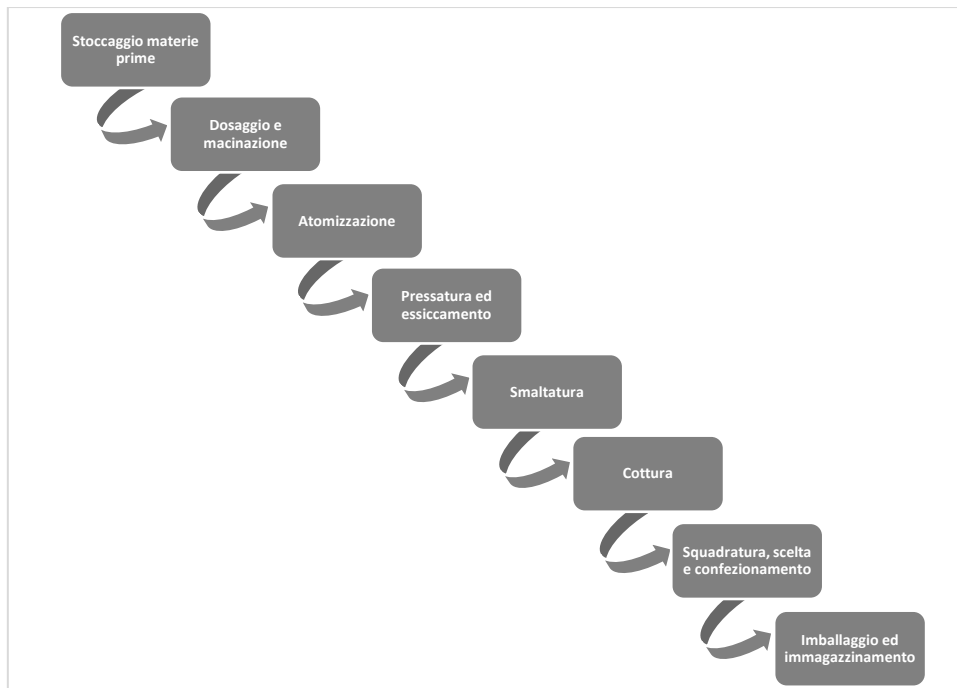 Stoccaggio materie
prime
Dosaggio e
macinazione
Atomizzazione
Pressatura ed
essiccamento
Smaltatura
Cottura
Squadratura, scelta
e confezionamento
Imballaggio ed
immagazzinamento